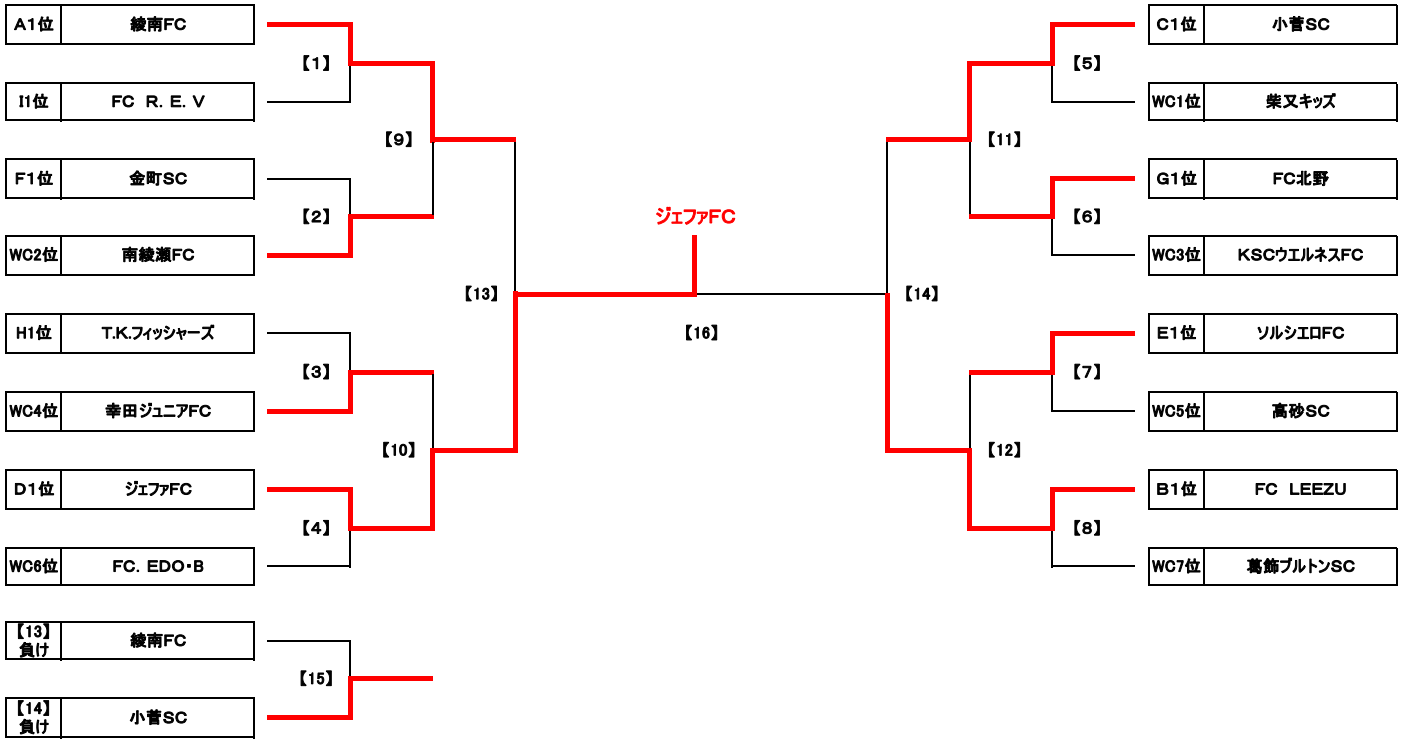 A1位 綾南FC
【1】
I1位 FC R.E.V
【9】
F1位 金町SC
【2】
WC2位 南綾瀬FC
【13】
H1位 T.K.フィッシャーズ
【3】
WC4位 幸田ジュニアFC
【10】
D1位 ジェファFC
【4】
WC6位 FC.EDO・B
ジェファFC
【16】
C1位 小菅SC
【5】
WC1位 柴又キッズ
【11】
G1位 FC北野
【6】
WC3位 KSCウエルネスFC
【14】
E1位 ソルシエロFC
【7】
WC5位 高砂SC
【12】
B1位 FC LEEZU
【8】
WC7位 葛飾ブルトンSC
【13】
負け 綾南FC
【15】
【14】
負け 小菅SC